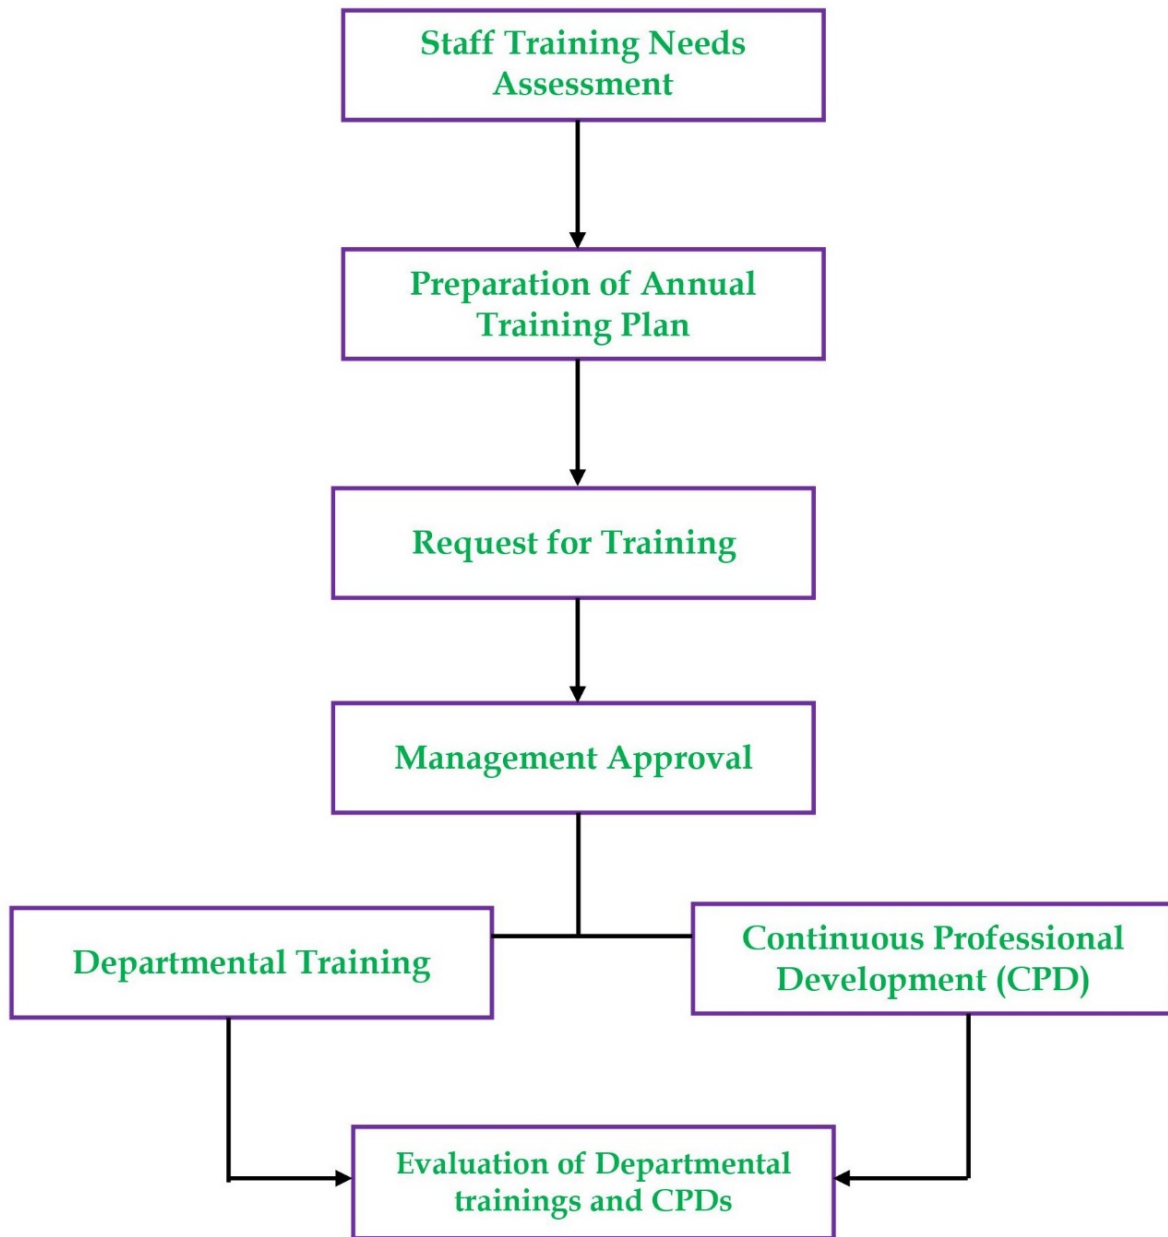 Staff Training Needs
Assessment
Preparation of Annual
Training Plan
Request for Training
Management Approval
Departmental Training
Continuous Professional
Development (CPD)
Evaluation of Departmental
trainings and CPDs